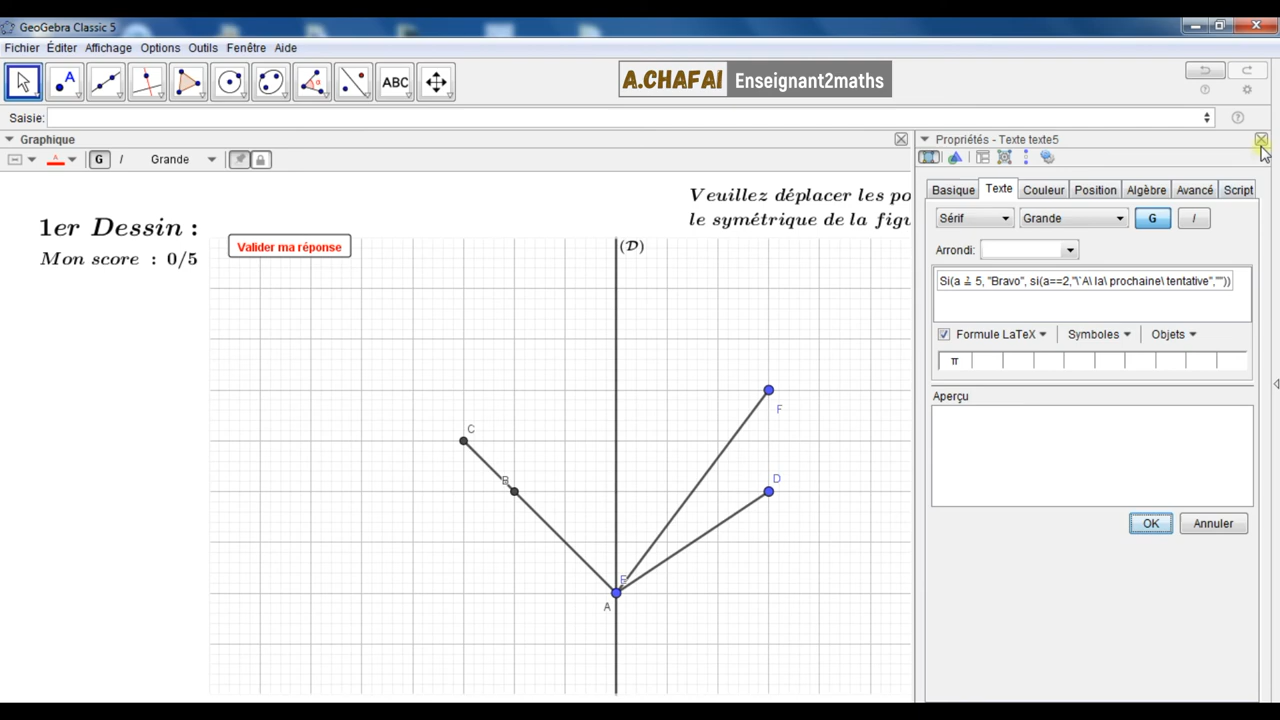 GeoGebra Classic 5
Fichier Éditer Affichage Options Outils Fenêtre Aide
ABC
A.CHAFAI Enseignant2maths
Saisie:
Graphique
Propriétés - Texte texte5
A G I Grande
Basique Texte Couleur Position Algèbre Avancé Script
Sérif Grande G I
Arrondi:
Si(a ≟ 5, "Bravo", si(a==2,"\`A\ la\ prochaine\ tentative",""))
Formule LaTeX Symboles Objets
π
Aperçu
OK Annuler
Veuillez déplacer les po
le symétrique de la figu
1er Dessin :
Mon score : 0/5
Valider ma réponse
(D)
F
C
D
B
E
A